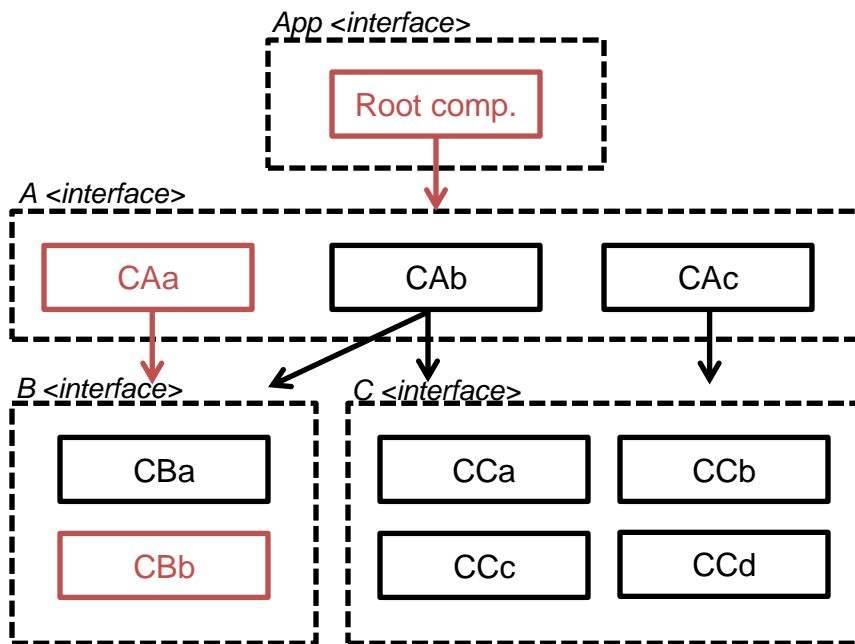 App <interface>
Root comp.
A <interface>
CAa
CAb
CAc
B <interface>
C <interface>
CBa
CCa
CCb
CBb
CCc
CCd